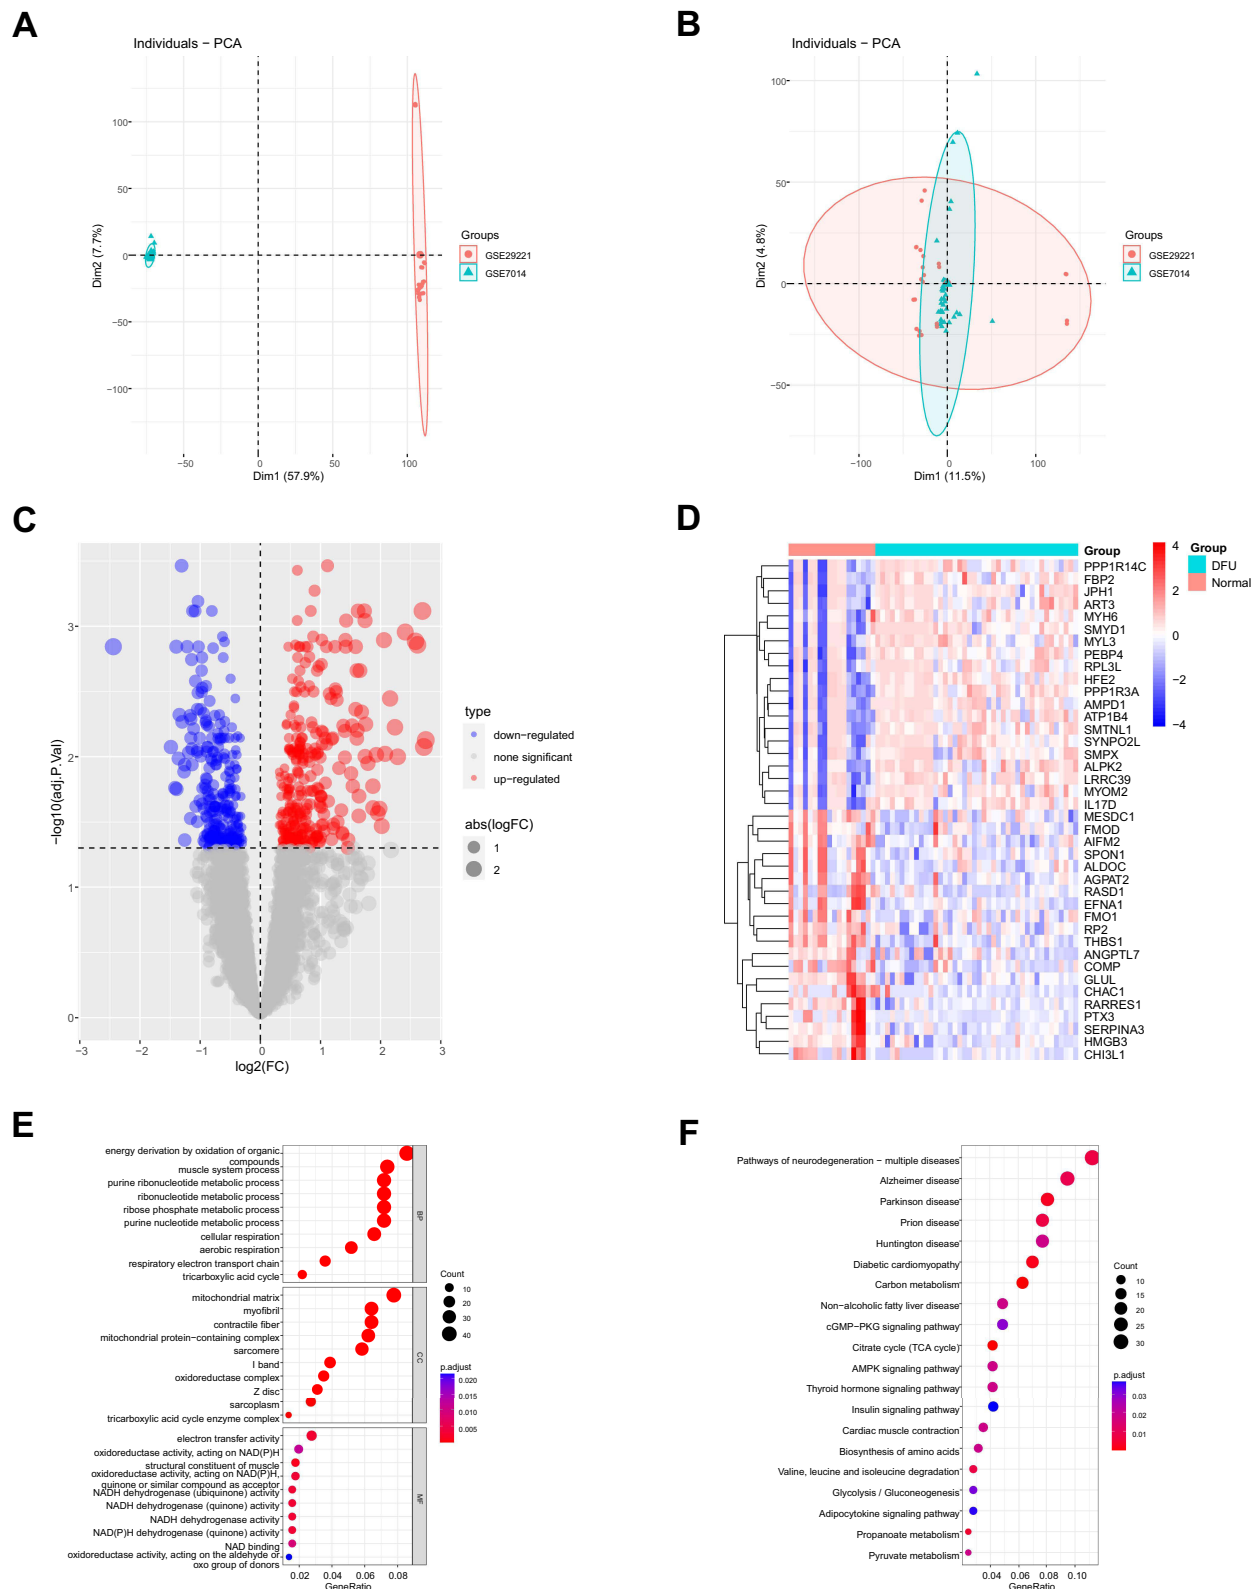 A
Individuals − PCA
100
50
0
−50
−100
Dim2 (7.7%)
−50
0
50
100
Dim1 (57.9%)
Groups
GSE29221
GSE7014
B
Individuals − PCA
100
50
0
−50
Dim2 (4.8%)
−100
0
100
Dim1 (11.5%)
Groups
GSE29221
GSE7014
C
3
2
1
0
−log10(adj.P.Val)
−3
−2
−1
0
1
2
3
log2(FC)
type
down−regulated
none significant
up−regulated
abs(logFC)
1
2
D
Group
PPP1R14C
FBP2
JPH1
ART3
MYH6
SMYD1
MYL3
PEBP4
RPL3L
HFE2
PPP1R3A
AMPD1
ATP1B4
SMTNL1
SYNPO2L
SMPX
ALPK2
LRRC39
MYOM2
IL17D
MESDC1
FMOD
AIFM2
SPON1
ALDOC
AGPAT2
RASD1
EFNA1
FMO1
RP2
THBS1
ANGPTL7
COMP
GLUL
CHAC1
RARRES1
PTX3
SERPINA3
HMGB3
CHI3L1
4
2
0
−2
−4
Group
DFU
Normal
E
energy derivation by oxidation of organic
compounds
muscle system process
purine ribonucleotide metabolic process
ribonucleotide metabolic process
ribose phosphate metabolic process
purine nucleotide metabolic process
cellular respiration
aerobic respiration
respiratory electron transport chain
tricarboxylic acid cycle
BP
mitochondrial matrix
myofibril
contractile fiber
mitochondrial protein−containing complex
sarcomere
I band
oxidoreductase complex
Z disc
sarcoplasm
tricarboxylic acid cycle enzyme complex
CC
electron transfer activity
oxidoreductase activity, acting on NAD(P)H
structural constituent of muscle
oxidoreductase activity, acting on NAD(P)H,
quinone or similar compound as acceptor
NADH dehydrogenase (ubiquinone) activity
NADH dehydrogenase (quinone) activity
NADH dehydrogenase activity
NAD(P)H dehydrogenase (quinone) activity
NAD binding
oxidoreductase activity, acting on the aldehyde or
oxo group of donors
MF
0.02
0.04
0.06
0.08
GeneRatio
Count
10
20
30
40
p.adjust
0.020
0.015
0.010
0.005
F
Pathways of neurodegeneration − multiple diseases
Alzheimer disease
Parkinson disease
Prion disease
Huntington disease
Diabetic cardiomyopathy
Carbon metabolism
Non−alcoholic fatty liver disease
cGMP−PKG signaling pathway
Citrate cycle (TCA cycle)
AMPK signaling pathway
Thyroid hormone signaling pathway
Insulin signaling pathway
Cardiac muscle contraction
Biosynthesis of amino acids
Valine, leucine and isoleucine degradation
Glycolysis / Gluconeogenesis
Adipocytokine signaling pathway
Propanoate metabolism
Pyruvate metabolism
0.04
0.06
0.08
0.10
GeneRatio
Count
10
15
20
25
30
p.adjust
0.03
0.02
0.01